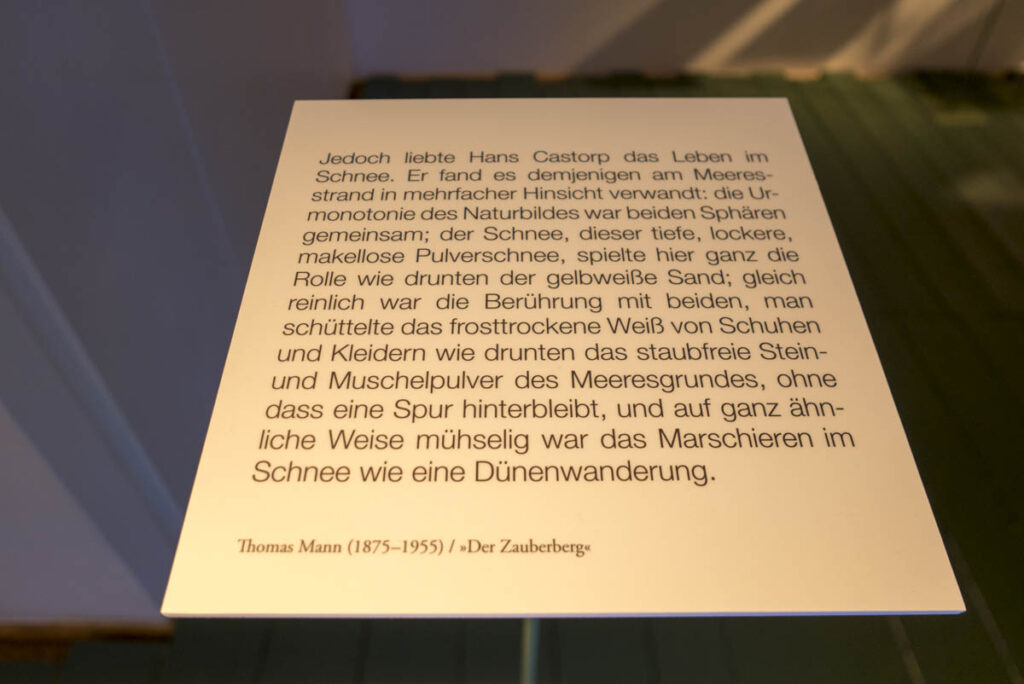 Jedoch liebte Hans Castorp das Leben im
Schnee. Er fand es demjenigen am Meeres-
strand in mehrfacher Hinsicht verwandt: die Ur-
monotonie des Naturbildes war beiden Sphären
gemeinsam; der Schnee, dieser tiefe, lockere,
makellose Pulverschnee, spielte hier ganz die
Rolle wie drunten der gelbweiße Sand; gleich
reinlich war die Berührung mit beiden, man
schüttelte das frosttrockene Weiß von Schuhen
und Kleidern wie drunten das staubfreie Stein-
und Muschelpulver des Meeresgrundes, ohne
dass eine Spur hinterbleibt, und auf ganz ähn-
liche Weise mühselig war das Marschieren im
Schnee wie eine Dünenwanderung.
Thomas Mann (1875–1955) / »Der Zauberberg«